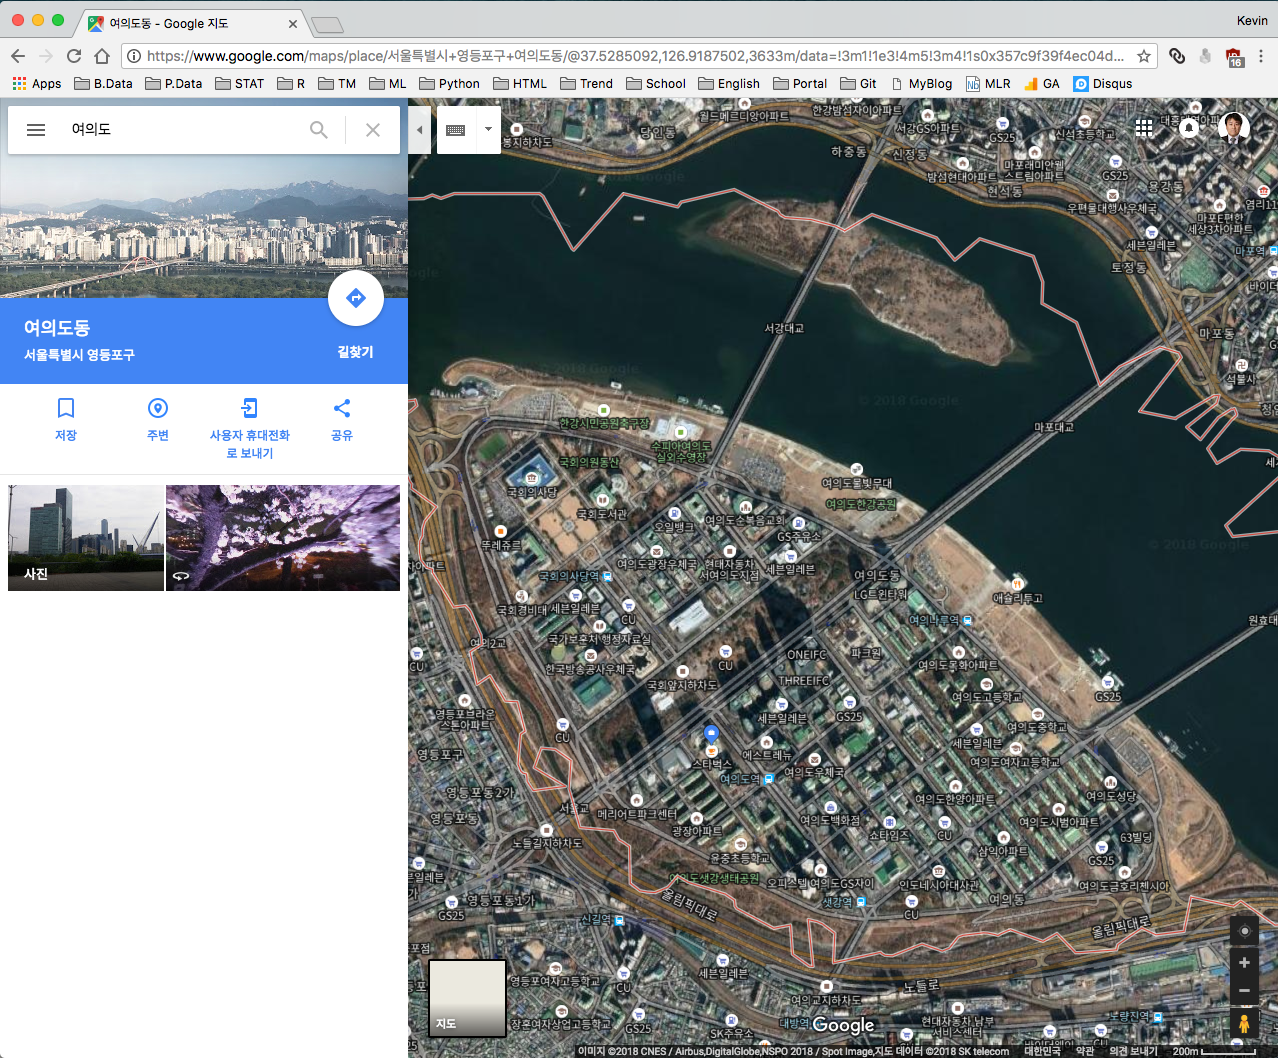 여의도동 - Google 지도
Kevin
https://www.google.com/maps/place/서울특별시+영등포구+여의도동/@37.5285092,126.9187502,3633m/data=!3m1!1e3!4m5!3m4!1s0x357c9f39f4ec04d...
16
Apps B.Data P.Data STAT R TM ML Python HTML Trend School English Portal Git MyBlog MLR GA Disqus
여의도
여의도동
서울특별시 영등포구
길찾기
저장
주변
사용자 휴대전화
로 보내기
공유
사진
당인동
월드메르디앙아파트
한강밤섬자이아파트
서강GS아파트
GS25
신석초등학교
봉지하차도
하중동
신정동
밤섬현대아파트
현석동
마포래미안웰
스트림아파트
GS25
용강동
우편물대행사우체국
마포E편한
세상3차아파트
세븐일레븐
마포역
토정동
서강대교
마포동
석불사
마포대교
한강시민공원축구장
수피아여의도
실외수영장
국회의원동산
국회의사당
국회도서관
여의도물빛무대
여의도한강공원
오일뱅크
여의도순복음교회
GS주유소
뚜레쥬르
여의도광장우체국
현대자동차
서여의도지점
세븐일레븐
국회의사당역
여의도동
LG트윈타워
애슐리투고
국회경비대
세븐일레븐
CU
여의나루역
국가보훈처 행정자료실
여의2교
CU
한국방송공사우체국
국회앞지하차도
CU
ONEIFC
파크원
THREEIFC
여의도목화아파트
여의도고등학교
GS25
세븐일레븐
GS25
여의도중학교
영등포브라운
스톤아파트
CU
영등포구
스타벅스
에스트레뉴
여의도역
여의도우체국
세븐일레븐
여의도여자고등학교
영등포동2가
서울교
메리어트파크센터
여의도한양아파트
여의도성당
영등포동
광장아파트
여의도백화점
쇼타임즈
CU
여의도시범아파트
63빌딩
노들길지하차도
윤중초등학교
삼익아파트
GS25
세븐일레븐
여의도샛강생태공원
오피스텔 여의도GS자이
인도네시아대사관
여의도금호리첸시아
여의동
영등포동1가
GS25
올림픽대로
샛강역
CU
신길역
올림픽대로
세븐일레븐
영등포여자고등학교
CU
노들로
여의교지하차도
장훈여자상업고등학교
GS25
SK주유소
대방역
현대자동차 남부
서비스센터
노량진역
지도
Google
이미지 ©2018 CNES / Airbus,DigitalGlobe,NSPO 2018 / Spot Image,지도 데이터 ©2018 SK telecom 대한민국 약관 의견 보내기 200m